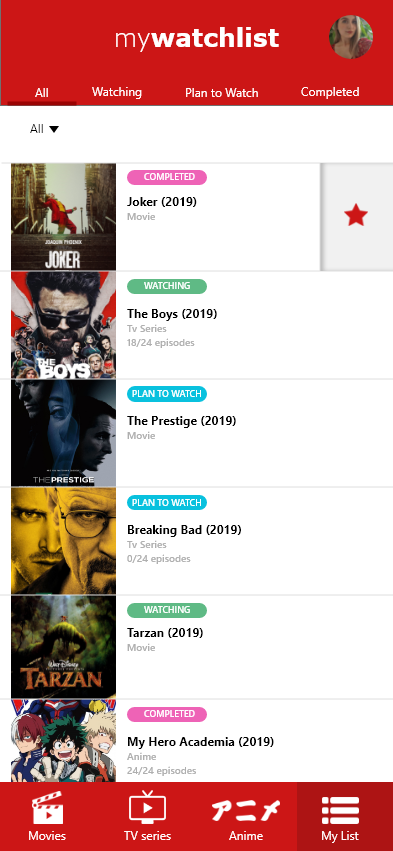 mywatchlist
All
Watching
Plan to Watch
Completed
All
COMPLETED
Joker (2019)
Movie
JOAQUIN PHOENIX
JOKER
WATCHING
The Boys (2019)
Tv Series
18/24 episodes
THE
BOYS
PLAN TO WATCH
The Prestige (2019)
Movie
THE PRESTIGE
PLAN TO WATCH
Breaking Bad (2019)
Tv Series
0/24 episodes
WATCHING
Tarzan (2019)
Movie
WALT DISNEY
TARZAN
COMPLETED
My Hero Academia (2019)
Anime
24/24 episodes
アニメ
Movies
TV series
Anime
My List